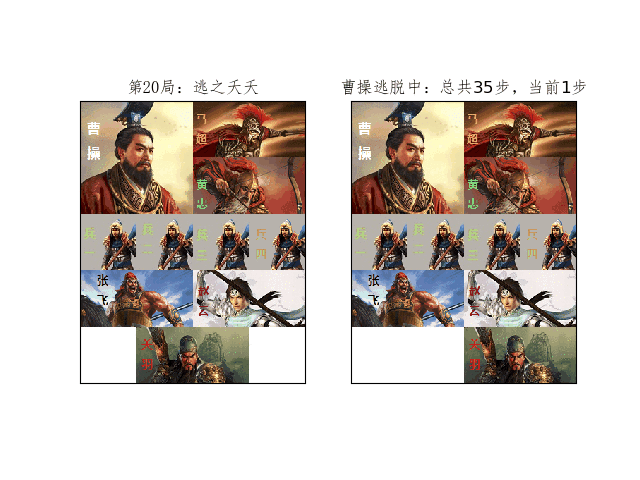 第20局：逃之夭夭
曹操逃脱中：总共35步，当前1步
曹操
马超
黄忠
兵一
兵二
兵三
兵四
张飞
赵云
关羽
曹操
马超
黄忠
兵一
兵二
兵三
兵四
张飞
赵云
关羽